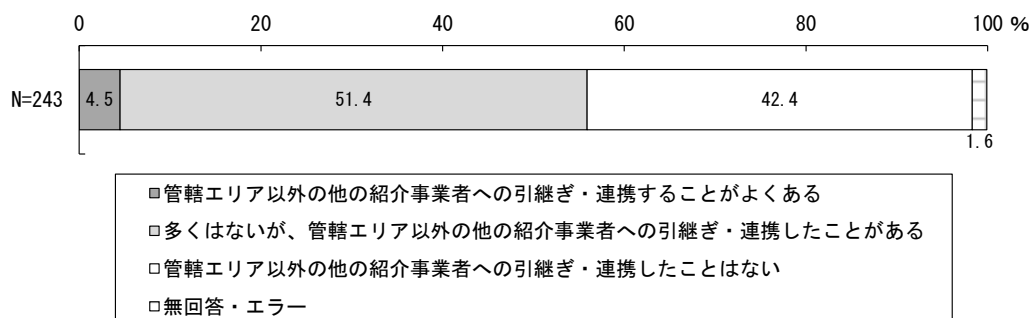 0 20 40 60 80 100 %
N=243 4.5 51.4 42.4
1.6
■管轄エリア以外の他の紹介事業者への引継ぎ・連携することがよくある
□多くはないが、管轄エリア以外の他の紹介事業者への引継ぎ・連携したことがある
□管轄エリア以外の他の紹介事業者への引継ぎ・連携したことはない
□無回答・エラー